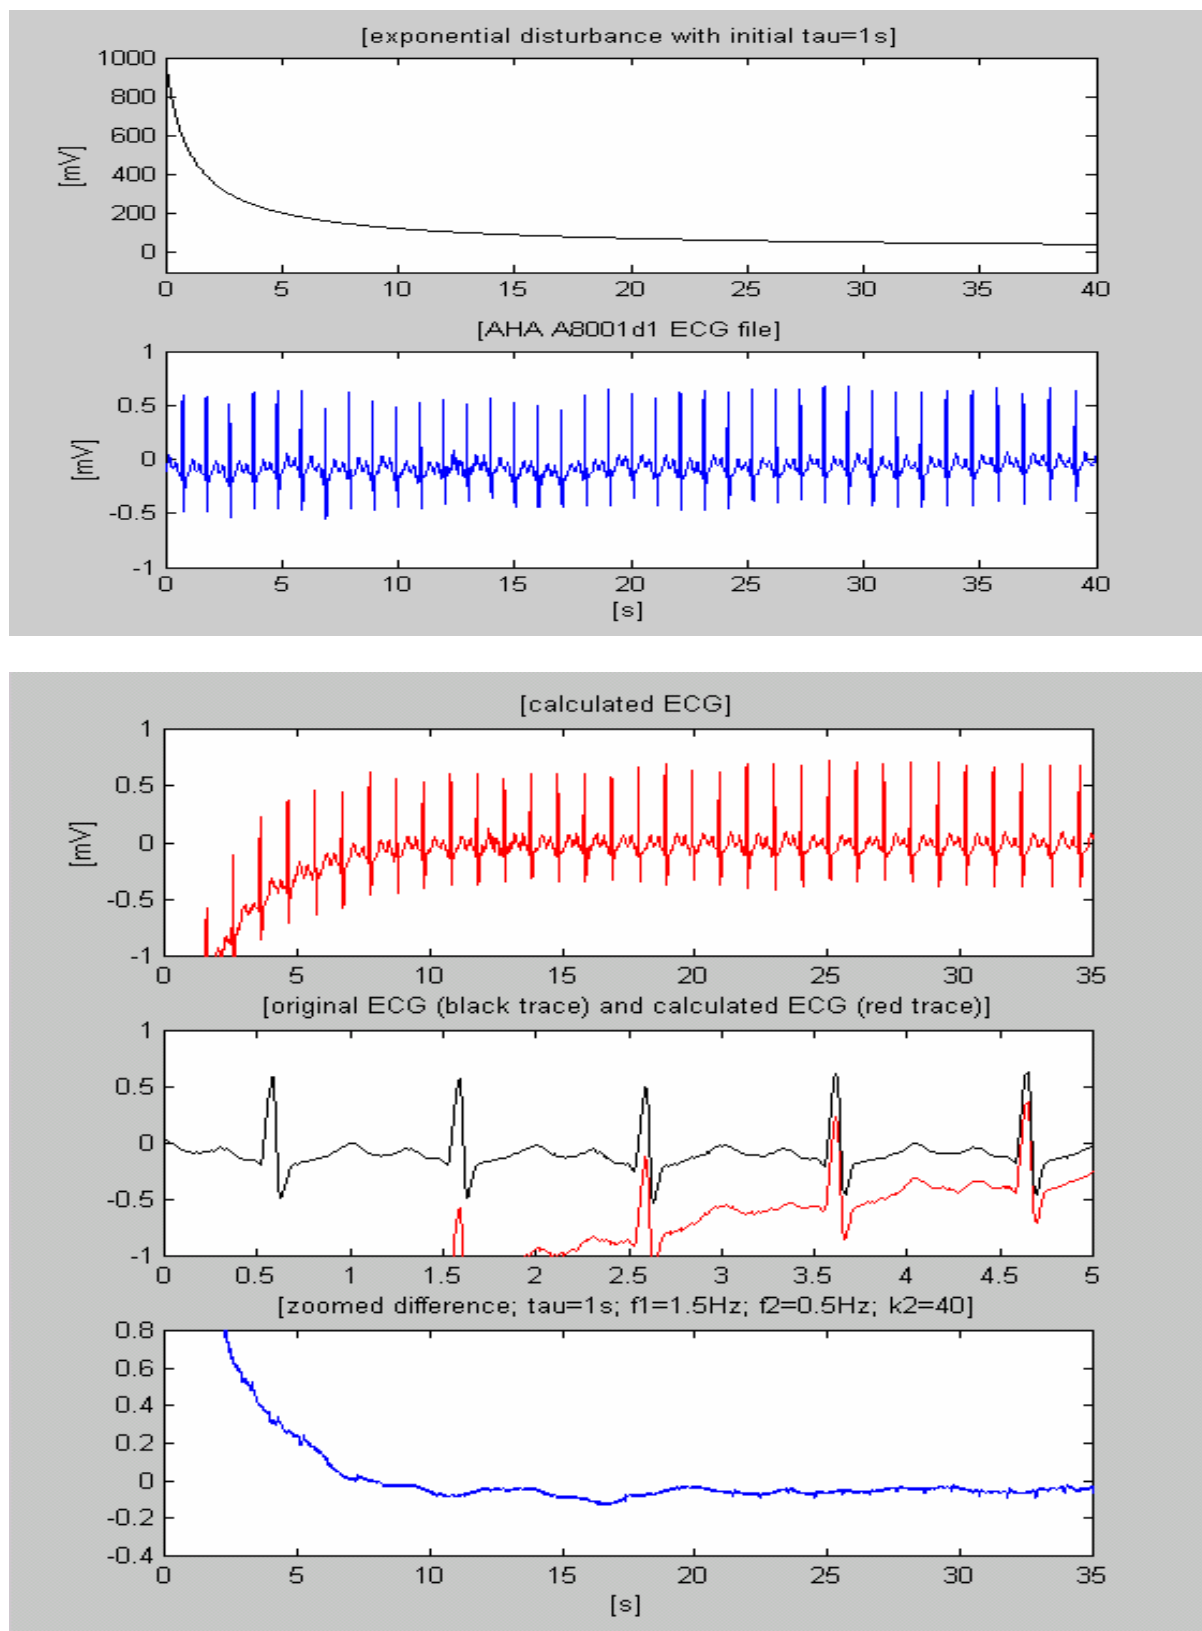 [exponential disturbance with initial tau=1s]
1000
800
600
400
200
0
[mV]
0 5 10 15 20 25 30 35 40
[AHA A8001d1 ECG file]
1
0.5
0
-0.5
-1
[mV]
0 5 10 15 20 25 30 35 40
[s]
[calculated ECG]
1
0.5
0
-0.5
-1
[mV]
0 5 10 15 20 25 30 35
[original ECG (black trace) and calculated ECG (red trace)]
1
0.5
0
-0.5
-1
0 0.5 1 1.5 2 2.5 3 3.5 4 4.5 5
[zoomed difference; tau=1s; f1=1.5Hz; f2=0.5Hz; k2=40]
0.8
0.6
0.4
0.2
0
-0.2
-0.4
0 5 10 15 20 25 30 35
[s]